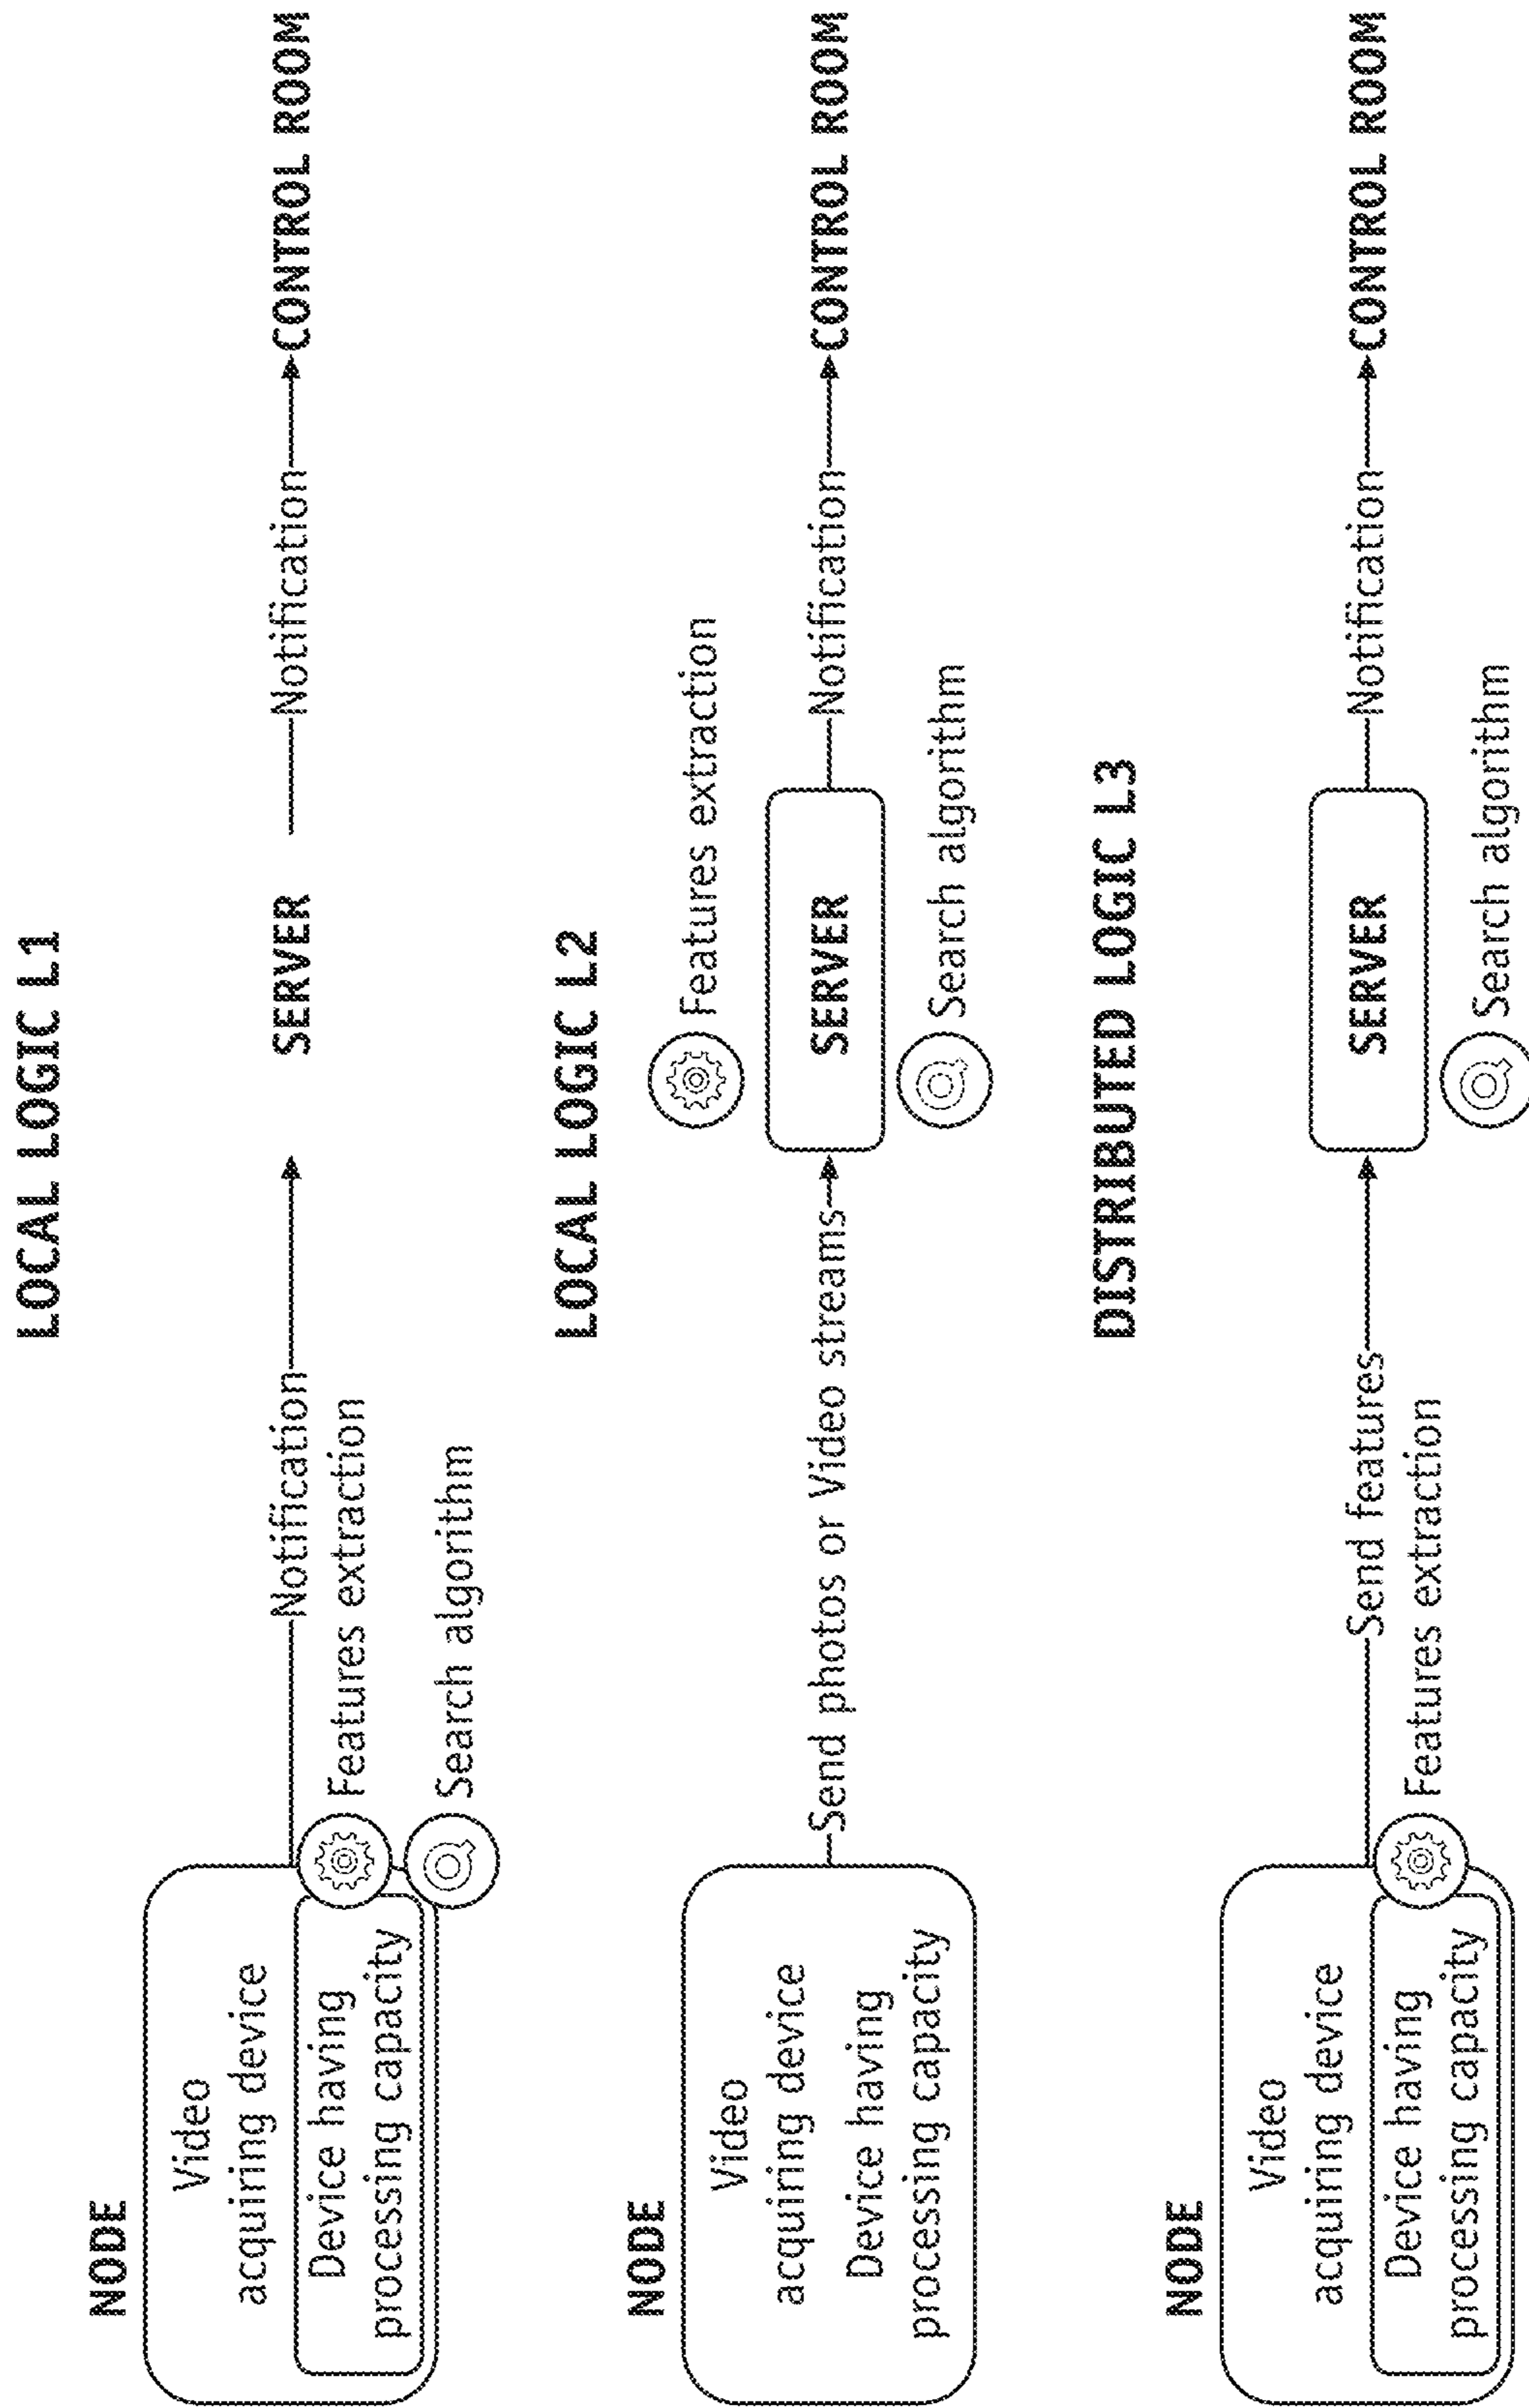 LOCAL LOGIC L1
NODE
Video
acquiring device
Device having
processing capacity
Notification
Features extraction
Search algorithm
SERVER
Notification
CONTROL ROOM
LOCAL LOGIC L2
NODE
Video
acquiring device
Device having
processing capacity
Send photos or Video streams
Features extraction
SERVER
Search algorithm
Notification
CONTROL ROOM
DISTRIBUTED LOGIC L3
NODE
Video
acquiring device
Device having
processing capacity
Send features
Features extraction
SERVER
Search algorithm
Notification
CONTROL ROOM